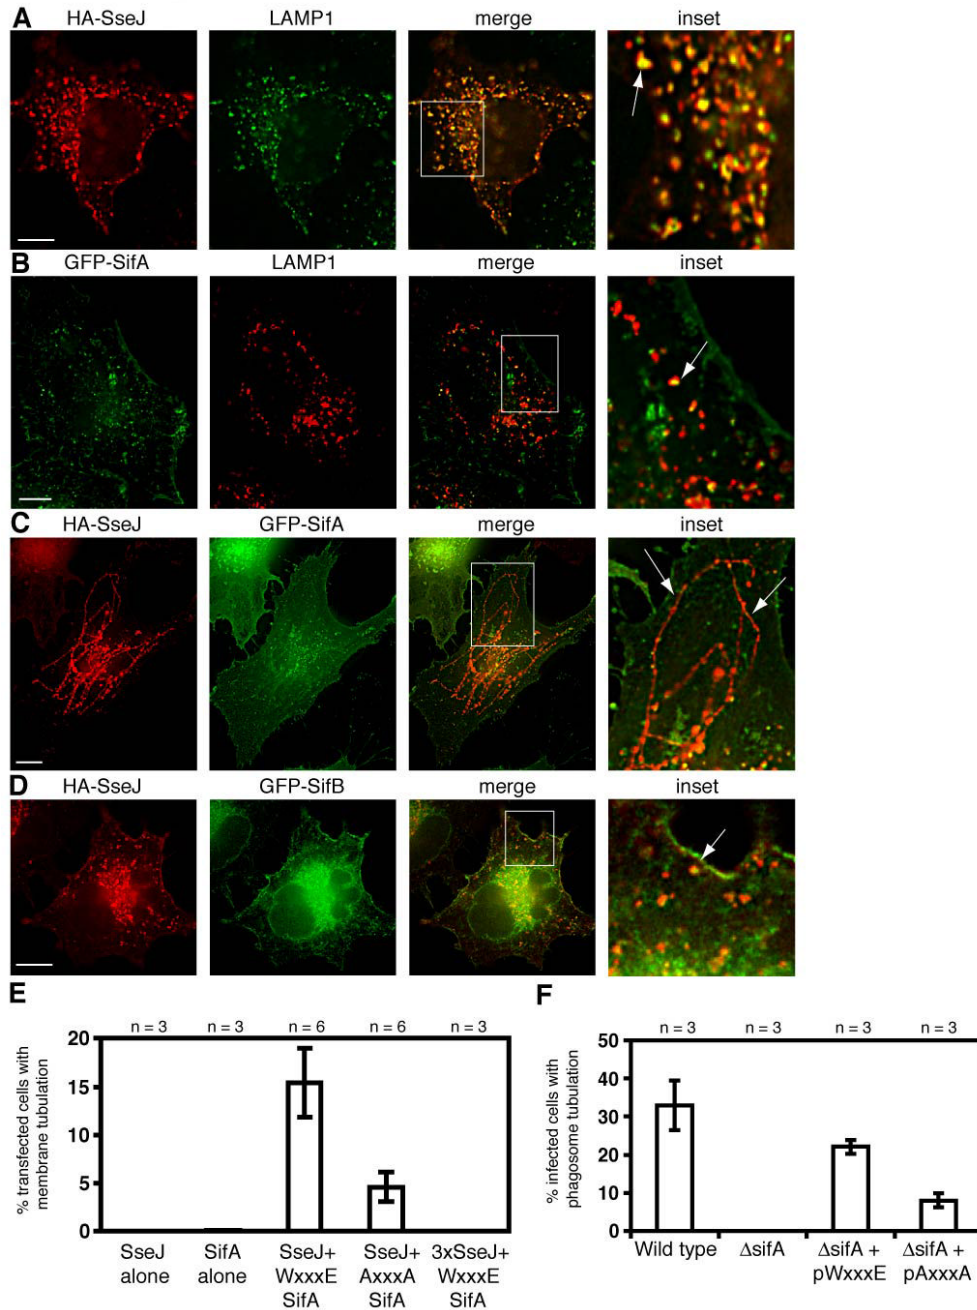 A
HA-SseJ LAMP1 merge inset
B
GFP-SifA LAMP1 merge inset
C
HA-SseJ GFP-SifA merge inset
D
HA-SseJ GFP-SifB merge inset
E
n = 3 n = 3 n = 6 n = 6 n = 3
% transfected cells with
membrane tubulation
20
15
10
5
0
SseJ alone
SifA alone
SseJ+ WxxxE SifA
SseJ+ AxxxA SifA
3xSseJ+ WxxxE SifA
F
n = 3 n = 3 n = 3 n = 3
% infected cells with
phagosome tubulation
50
40
30
20
10
0
Wild type
ΔsifA
ΔsifA + pWxxxE
ΔsifA + pAxxxA